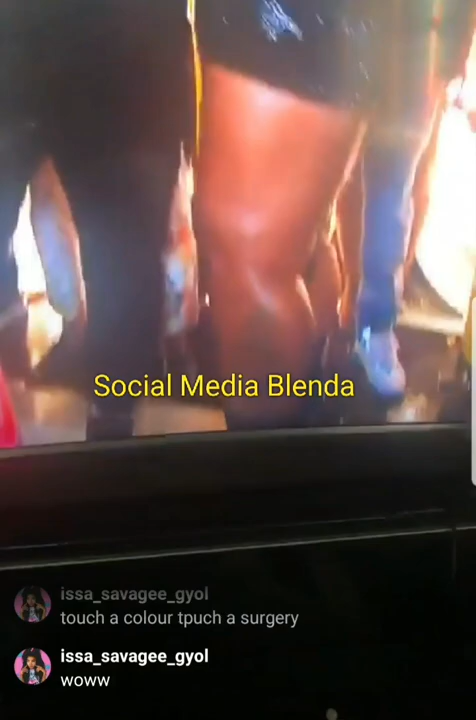 Social Media Blenda
issa_savagee_gyol
touch a colour tpuch a surgery
issa_savagee_gyol
woww